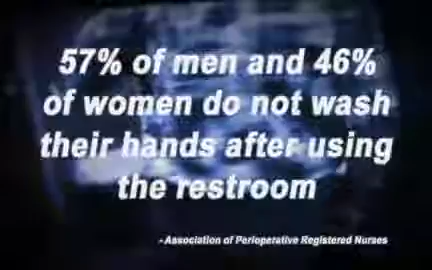 57% of men and 46%
of women do not wash
their hands after using
the restroom
- Association of Perioperative Registered Nurses